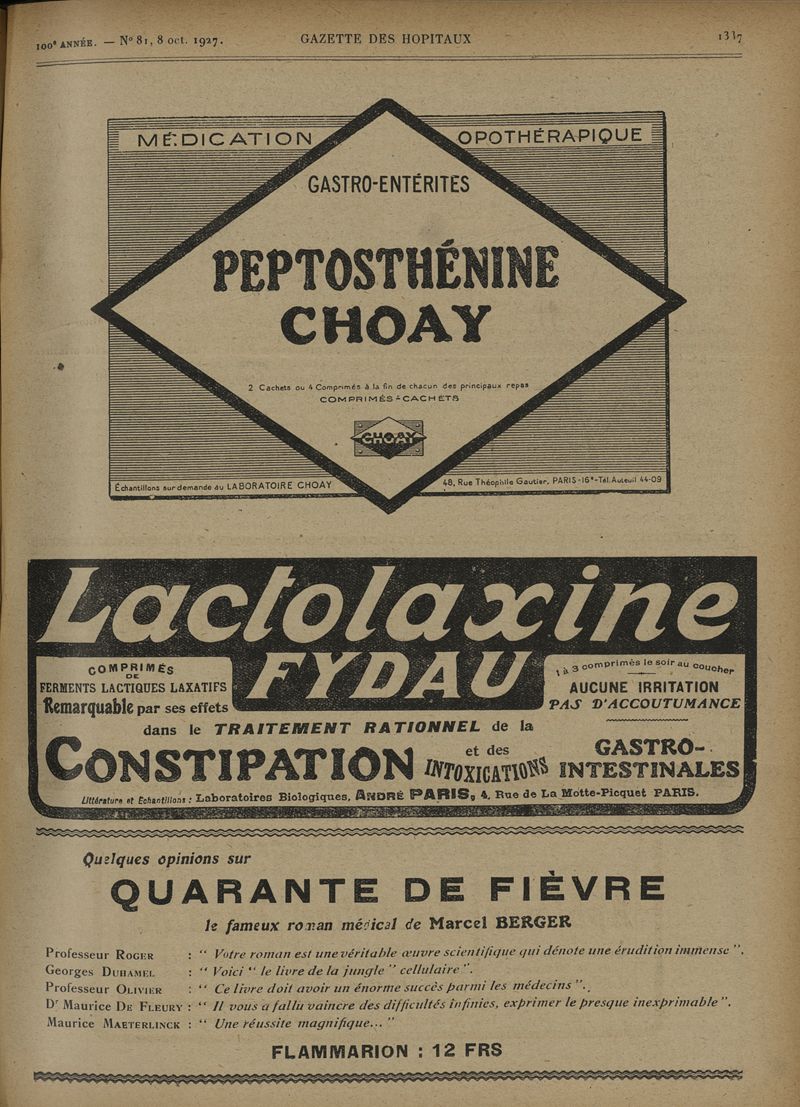 100e ANNÉE. — No 81, 8 oct. 1927.
GAZETTE DES HOPITAUX
MÉDICATION OPOTHÉRAPIQUE
GASTRO-ENTÉRITES
PEPTOSTHÉNINE
CHOAY
2 Cachets ou 4 Comprimés à la fin de chacun des principaux repas
COMPRIMÉS & CACHETS
CHOAY
Échantillons sur demande au LABORATOIRE CHOAY
48, Rue Théophile Gautier, PARIS-16e-Tél. Auteuil 44-09
Lactolaxine
FYDAU
COMPRIMÉS
DE
FERMENTS LACTIQUES LAXATIFS
Remarquable par ses effets
1 à 3 comprimés le soir au coucher
AUCUNE IRRITATION
PAS D'ACCOUTUMANCE
dans le TRAITEMENT RATIONNEL de la
CONSTIPATION et des INTOXICATIONS GASTRO-INTESTINALES
Littérature et Echantillons : Laboratoires Biologiques, ANDRÉ PARIS, 4, Rue de La Motte-Picquet PARIS.
Quelques opinions sur
QUARANTE DE FIÈVRE
le fameux roman médical de Marcel BERGER
Professeur ROGER : “ Votre roman est une véritable œuvre scientifique qui dénote une érudition immense ”.
Georges DUHAMEL : “ Voici “ le livre de la jungle ” cellulaire ”.
Professeur OLIVIER : “ Ce livre doit avoir un énorme succès parmi les médecins ”.
Dr Maurice DE FLEURY : “ Il vous a fallu vaincre des difficultés infinies, exprimer le presque inexprimable ”.
Maurice MAETERLINCK : “ Une réussite magnifique... ”
FLAMMARION : 12 FRS